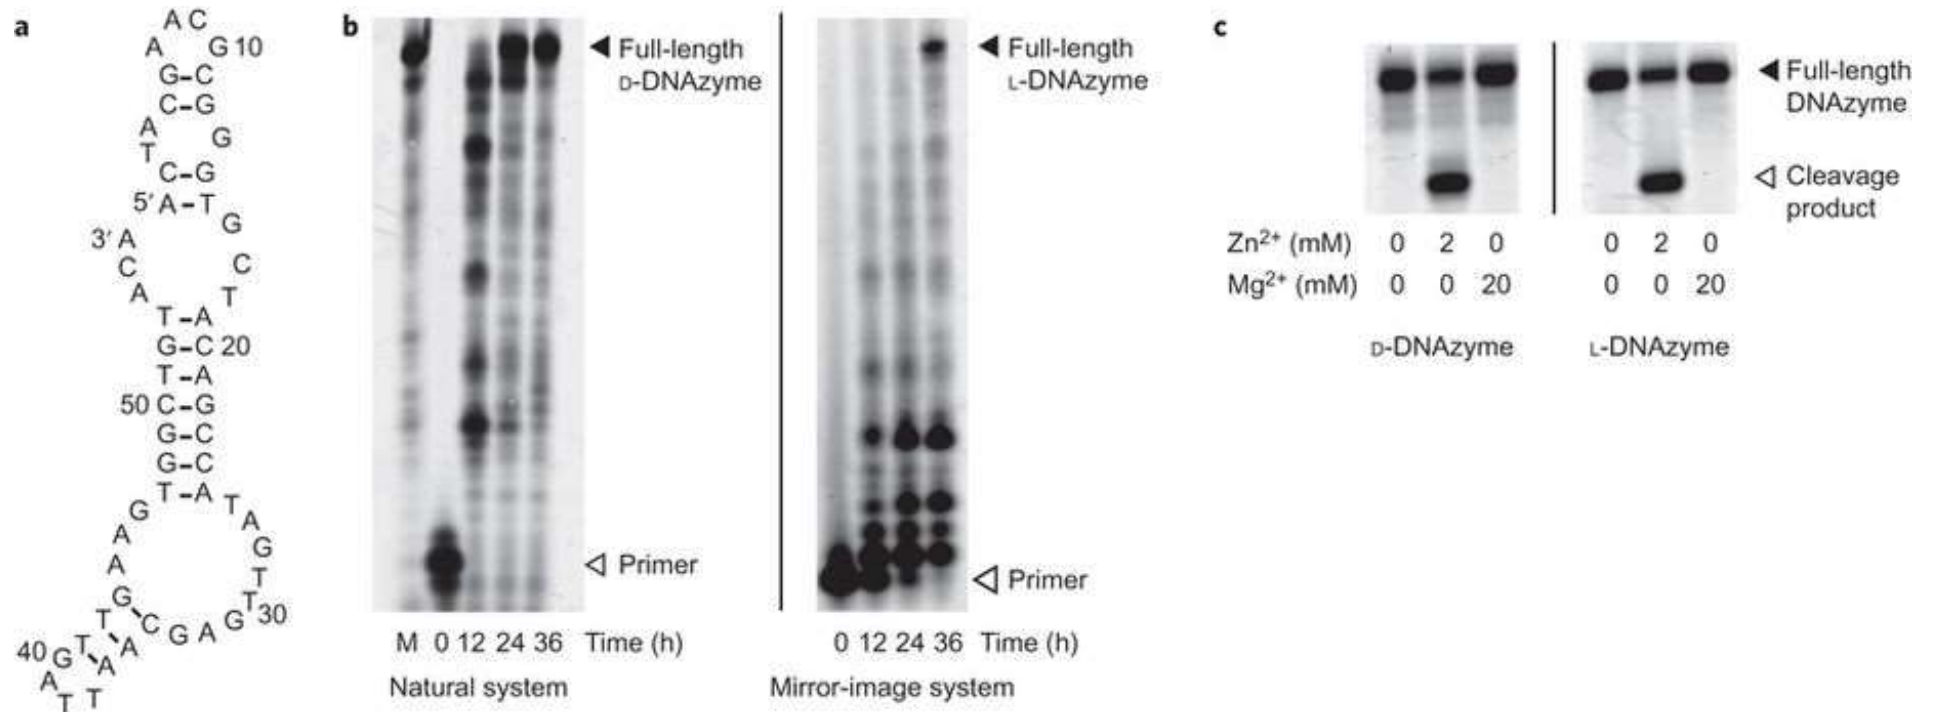 a
A C
A G 10
G-C
C-G
A G
T
C-G
5′ A-T
G
3′ A
C C
A T
T-A
G-C 20
T-A
50 C-G
G-C
G-C
T-A
G T
A A
G
A T
G T 30
T C G A G
40 G T A
A A
T T
b
Full-length
D-DNAzyme
Primer
M 0 12 24 36 Time (h)
Natural system
Full-length
L-DNAzyme
Primer
0 12 24 36 Time (h)
Mirror-image system
c
Full-length
DNAzyme
Cleavage
product
Zn²⁺ (mM) 0 2 0 0 2 0
Mg²⁺ (mM) 0 0 20 0 0 20
D-DNAzyme L-DNAzyme